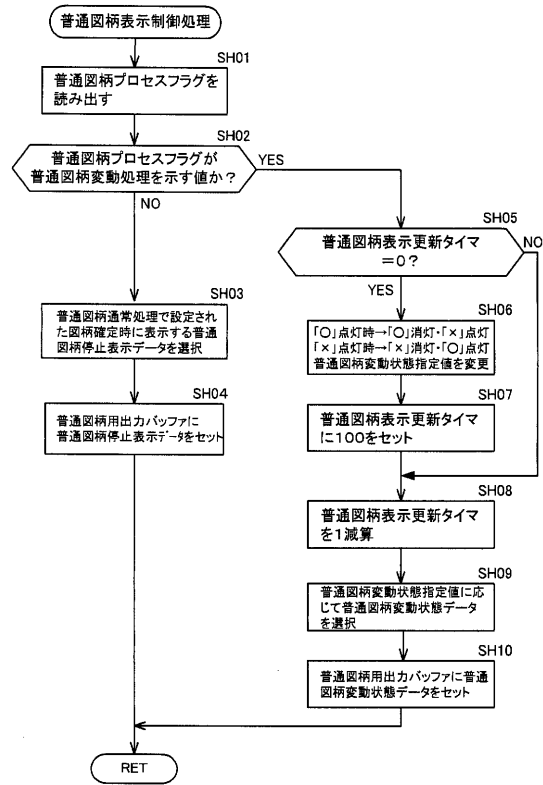 普通図柄表示制御処理
SH01
普通図柄プロセスフラグを
読み出す
SH02
普通図柄プロセスフラグが
普通図柄変動処理を示す値か？
YES
NO
SH03
普通図柄通常処理で設定され
た図柄確定時に表示する普通
図柄停止表示データを選択
SH04
普通図柄用出力バッファに
普通図柄停止表示データをセット
SH05
普通図柄表示更新タイマ
＝0？
NO
YES
SH06
「○」点灯時→「○」消灯・「×」点灯
「×」点灯時→「×」消灯・「○」点灯
普通図柄変動状態指定値を変更
SH07
普通図柄表示更新タイマ
に100をセット
SH08
普通図柄表示更新タイマ
を1減算
SH09
普通図柄変動状態指定値に応
じて普通図柄変動状態データ
を選択
SH10
普通図柄用出力バッファに普通
図柄変動状態データをセット
RET